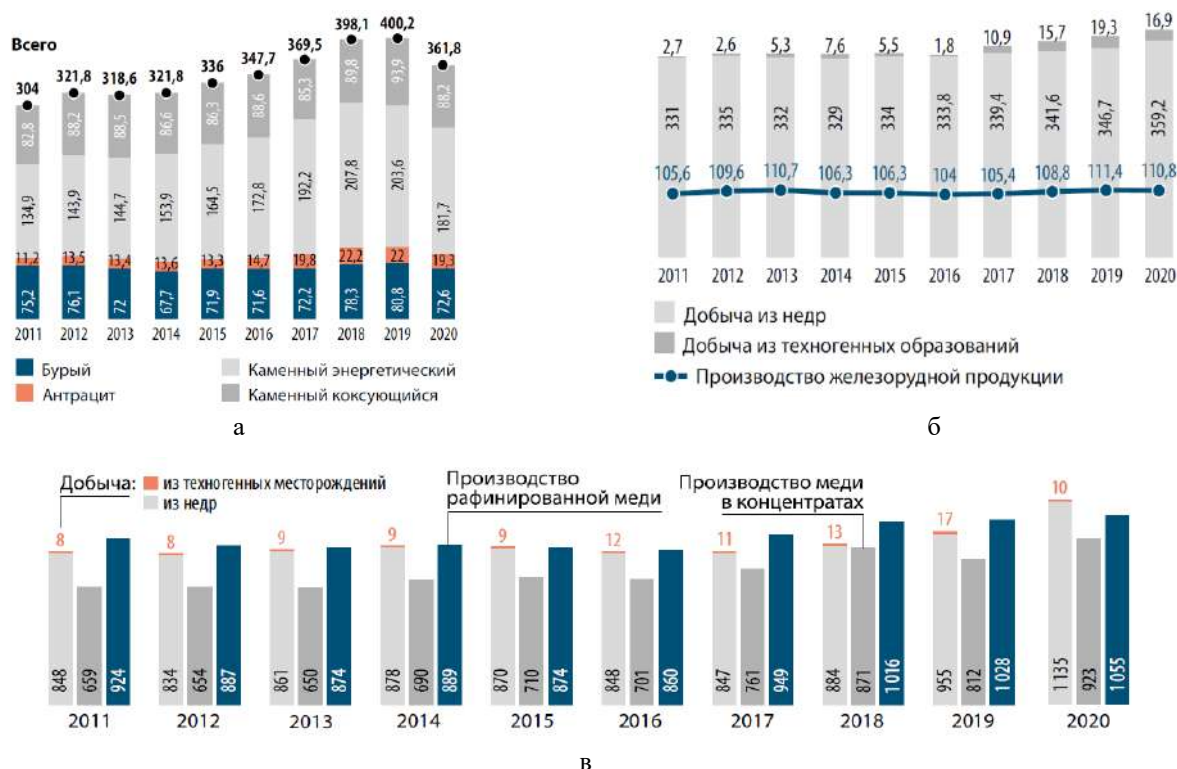 Всего
304 321,8 318,6 321,8 336 347,7 369,5 398,1 400,2 361,8
82,8 88,2 88,5 86,6 86,3 88,6 85,3 89,8 93,9 88,2
134,9 143,9 144,7 153,9 164,5 172,8 192,2 207,8 203,6 181,7
11,2 13,5 13,4 13,6 13,3 14,7 19,8 22,2 22 19,3
75,2 76,1 72 67,7 71,9 71,6 72,2 78,3 80,8 72,6
2011 2012 2013 2014 2015 2016 2017 2018 2019 2020
Бурый
Каменный энергетический
Антрацит
Каменный коксующийся
а
2,7 2,6 5,3 7,6 5,5 1,8 10,9 15,7 19,3 16,9
331 335 332 329 334 333,8 339,4 341,6 346,7 359,2
105,6 109,6 110,7 106,3 106,3 104 105,4 108,8 111,4 110,8
2011 2012 2013 2014 2015 2016 2017 2018 2019 2020
Добыча из недр
Добыча из техногенных образований
Производство железорудной продукции
б
Добыча: из техногенных месторождений
из недр
Производство
рафинированной меди
Производство меди
в концентратах
8 8 9 9 9 12 11 13 17 10
848 659 924 834 654 887 861 650 874 878 690 889 870 710 874 848 701 860 847 761 949 884 871 1 016 955 812 1 028 1 135 923 1 055
2011 2012 2013 2014 2015 2016 2017 2018 2019 2020
в